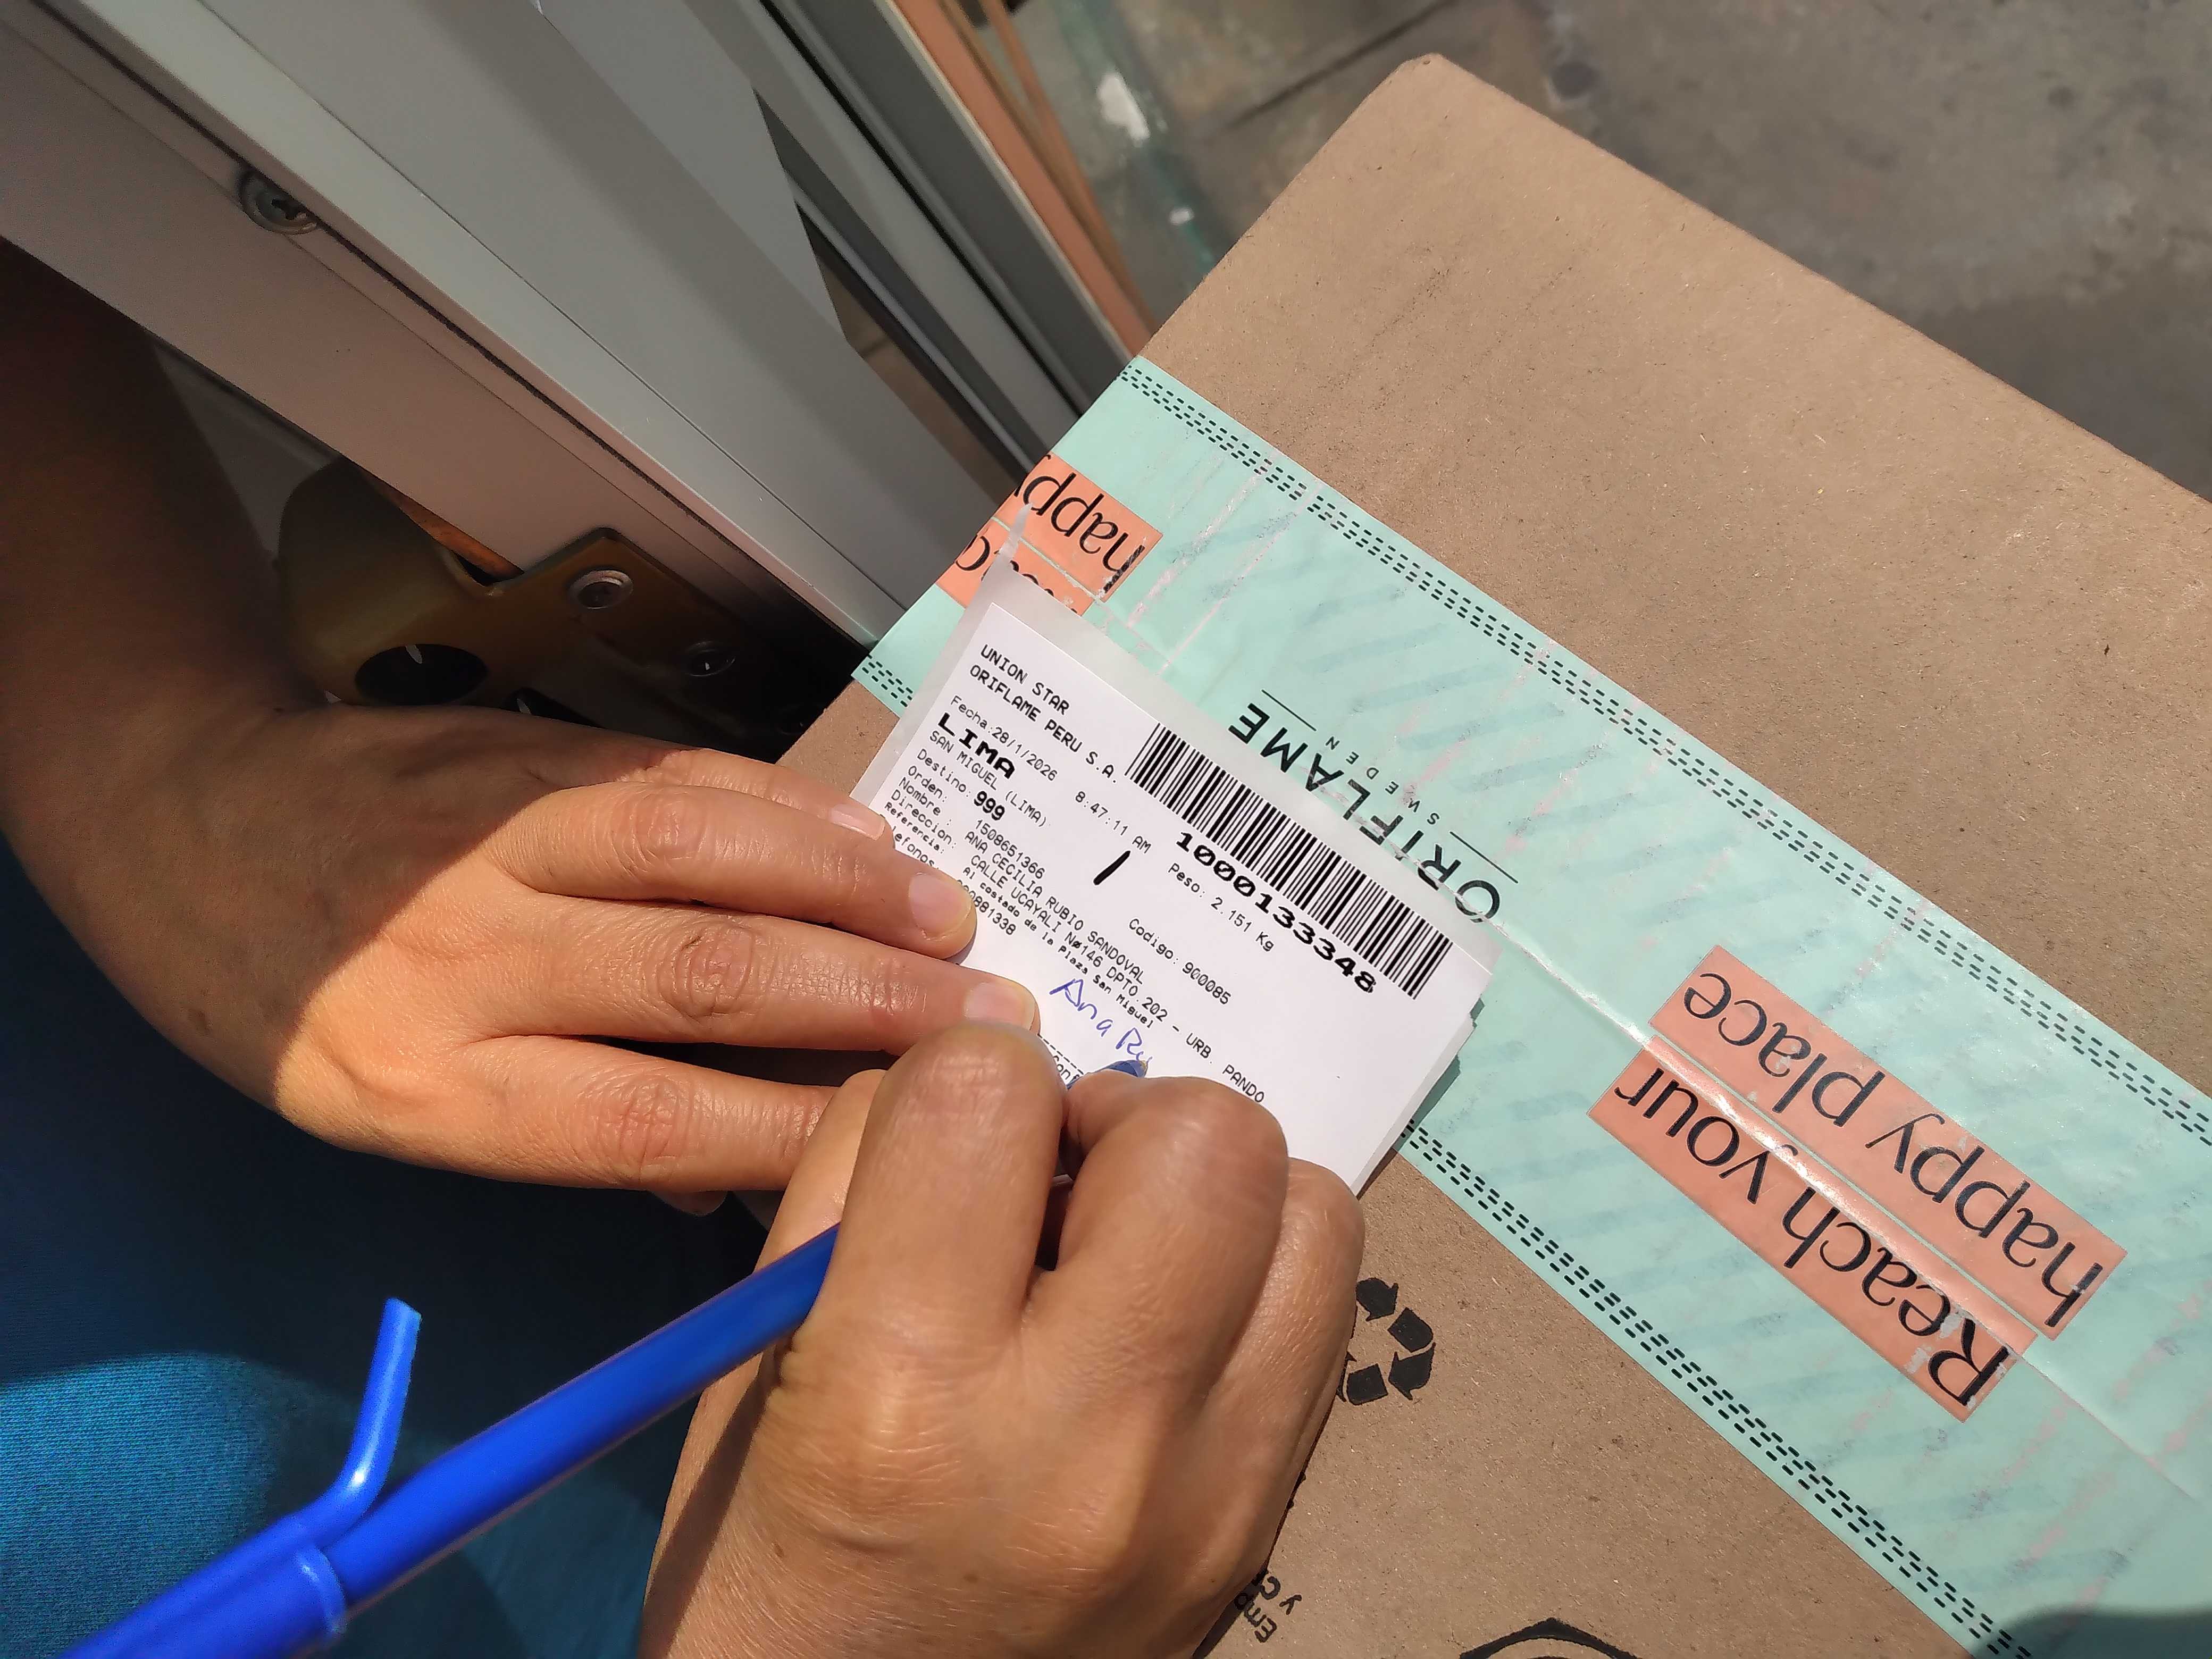 UNION STAR
ORIFLAME PERU S.A.
Fecha:28/1/2026 8:47:11 AM
LIMA
SAN MIGUEL (LIMA)
Destino: 999
Orden: 1508651366
Nombre : ANA CECILIA RUBIO SANDOVAL
Direccion: CALLE UCAYALI Nº146 DPTO.202 - URB. PANDO
Referencia: Al costado de la Plaza San Miguel
1000133348
Peso: 2.151 Kg
Codigo: 900085
/
Ana
ORIFLAME
SWEDEN
Reach your
happy place
happy